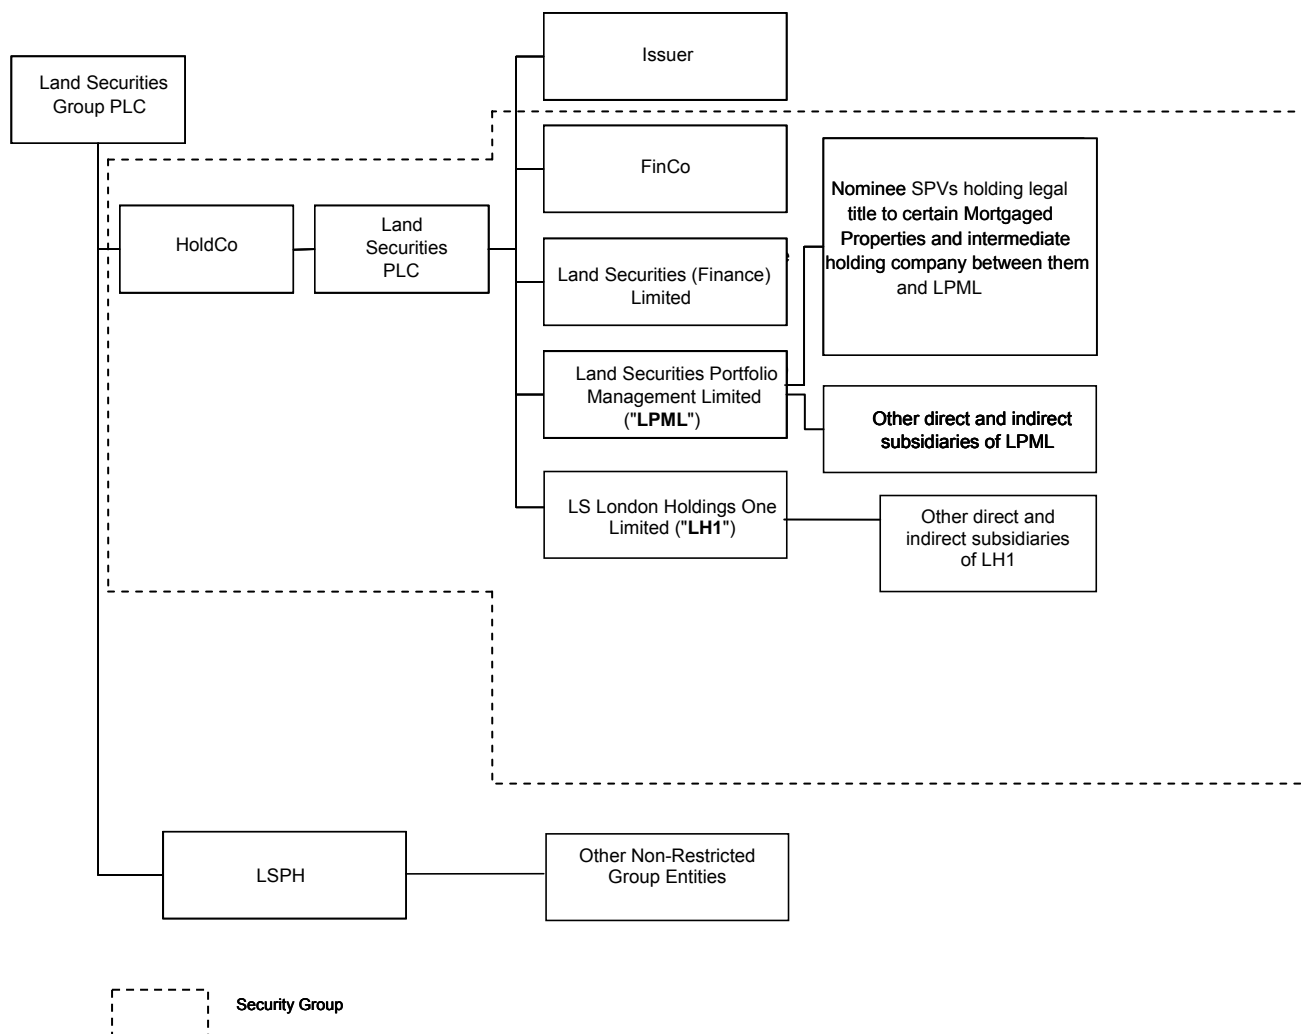 Issuer
Land Securities
Group PLC
FinCo
Nominee SPVs holding legal
title to certain Mortgaged
Properties and intermediate
holding company between them
and LPML
HoldCo
Land
Securities
PLC
Land Securities (Finance)
Limited
Land Securities Portfolio
Management Limited
("LPML")
Other direct and indirect
subsidiaries of LPML
LS London Holdings One
Limited ("LH1")
Other direct and
indirect subsidiaries
of LH1
LSPH
Other Non-Restricted
Group Entities
Security Group